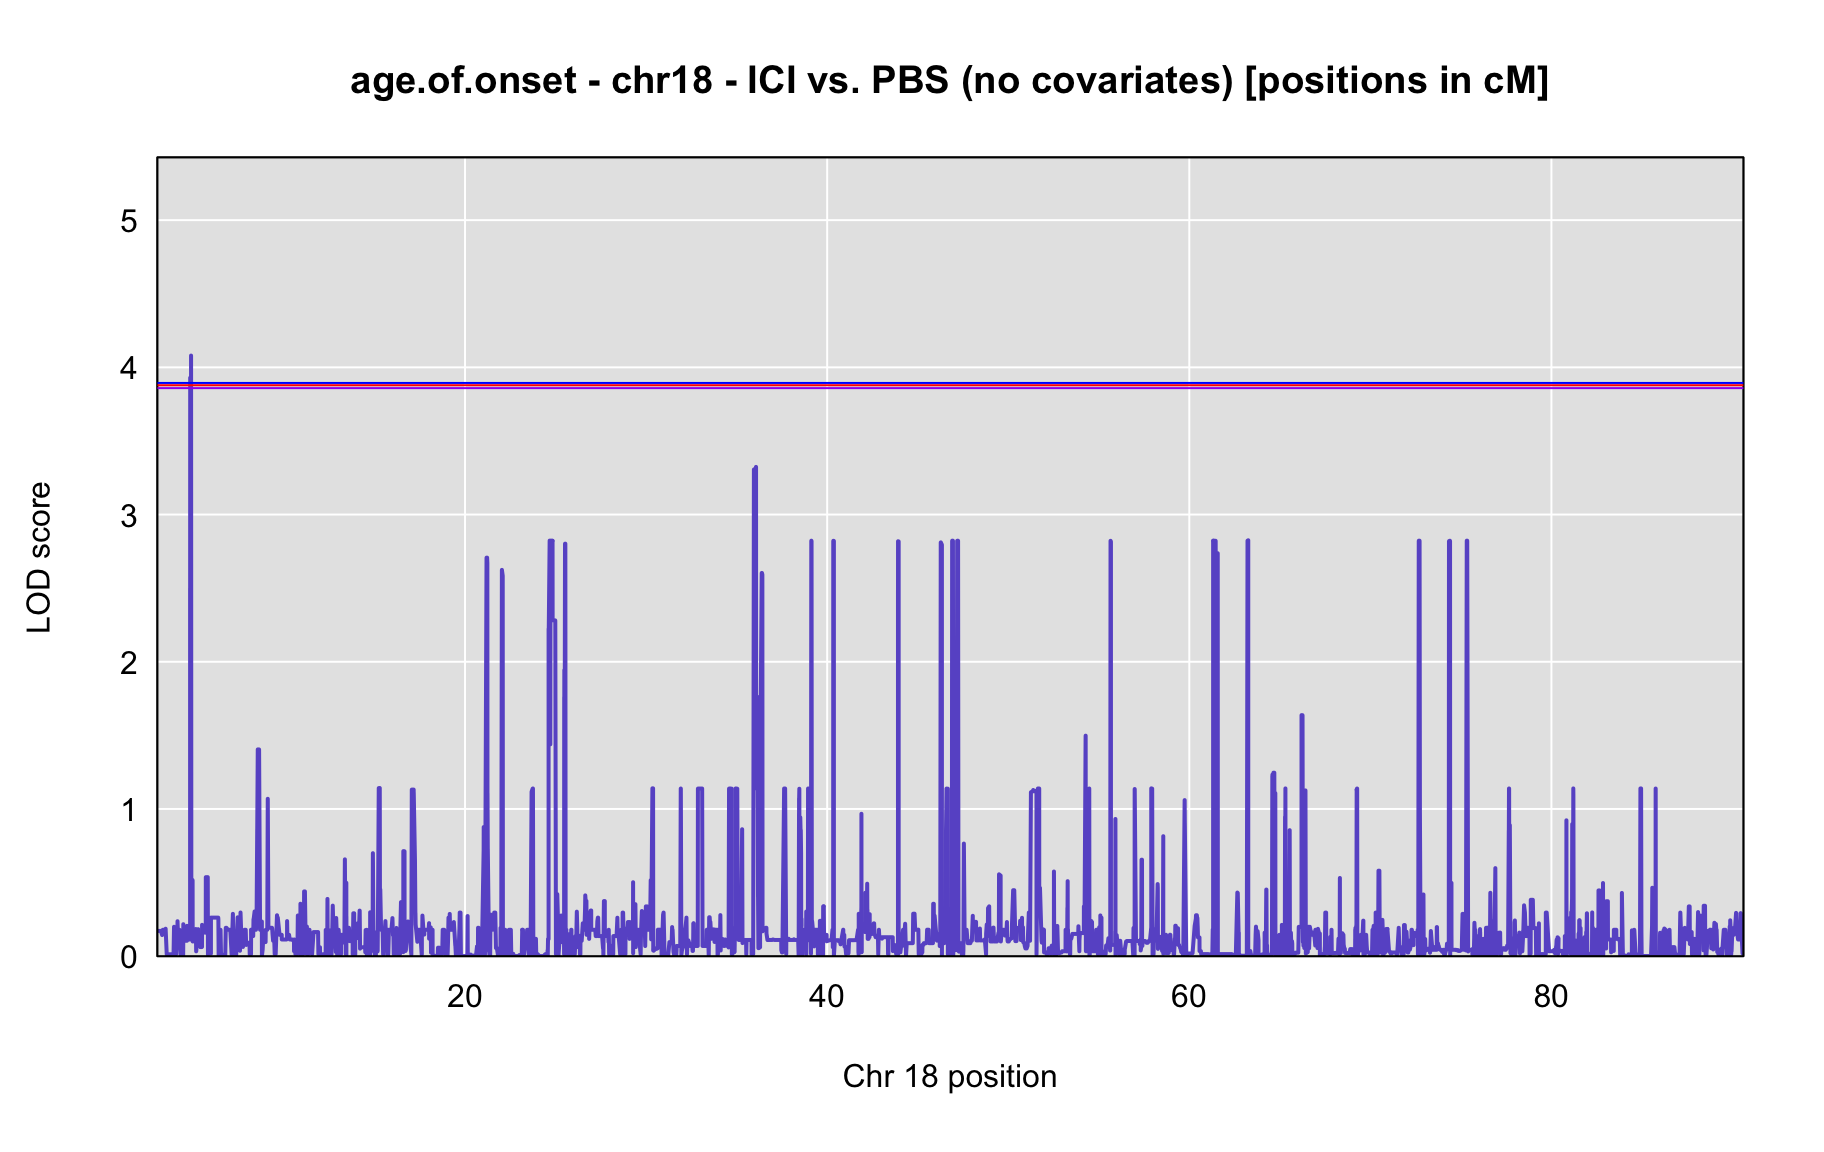 age.of.onset - chr18 - ICI vs. PBS (no covariates) [positions in cM]
5
4
3
2
1
0
LOD score
20 40 60 80
Chr 18 position